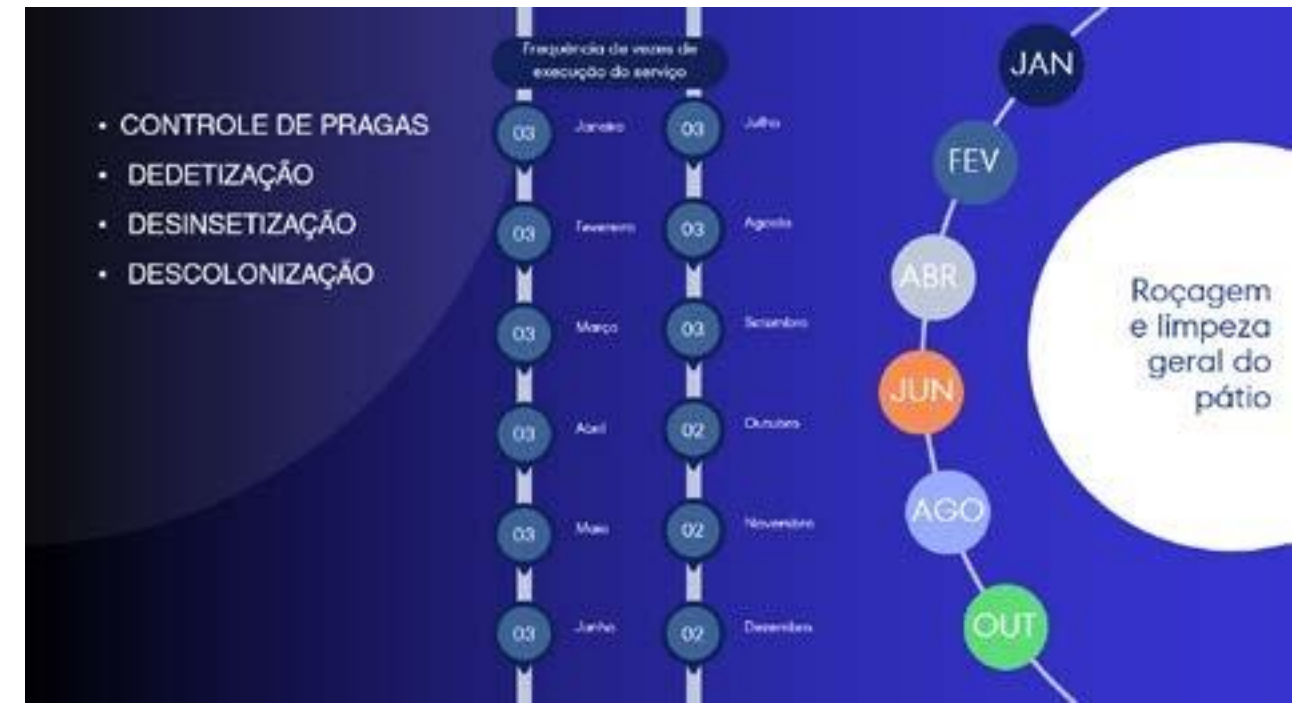 • CONTROLE DE PRAGAS
• DEDETIZAÇÃO
• DESINSETIZAÇÃO
• DESCOLONIZAÇÃO
Frequência de vezes de
execução do serviço
03 Janeiro
03 Fevereiro
03 Março
03 Abril
03 Maio
03 Junho
03 Julho
03 Agosto
03 Setembro
02 Outubro
02 Novembro
02 Dezembro
JAN
FEV
ABR
JUN
AGO
OUT
Roçagem
e limpeza
geral do
pátio